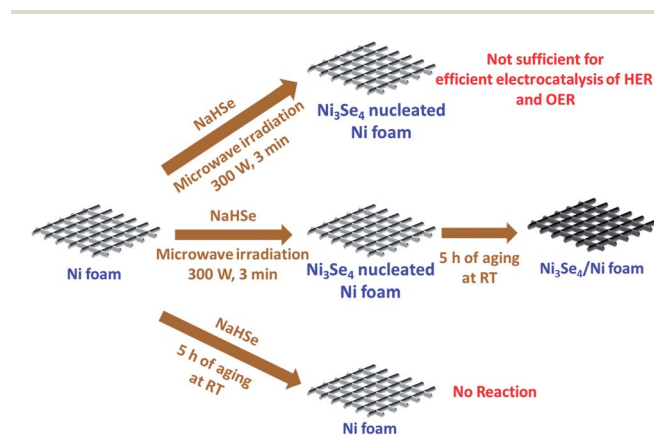 NaHSe
Microwave irradiation
300 W, 3 min
Ni₃Se₄ nucleated
Ni foam
Not sufficient for
efficient electrocatalysis of HER
and OER
Ni foam
NaHSe
Microwave irradiation
300 W, 3 min
Ni₃Se₄ nucleated
Ni foam
5 h of aging
at RT
Ni₃Se₄/Ni foam
NaHSe
5 h of aging
at RT
Ni foam
No Reaction